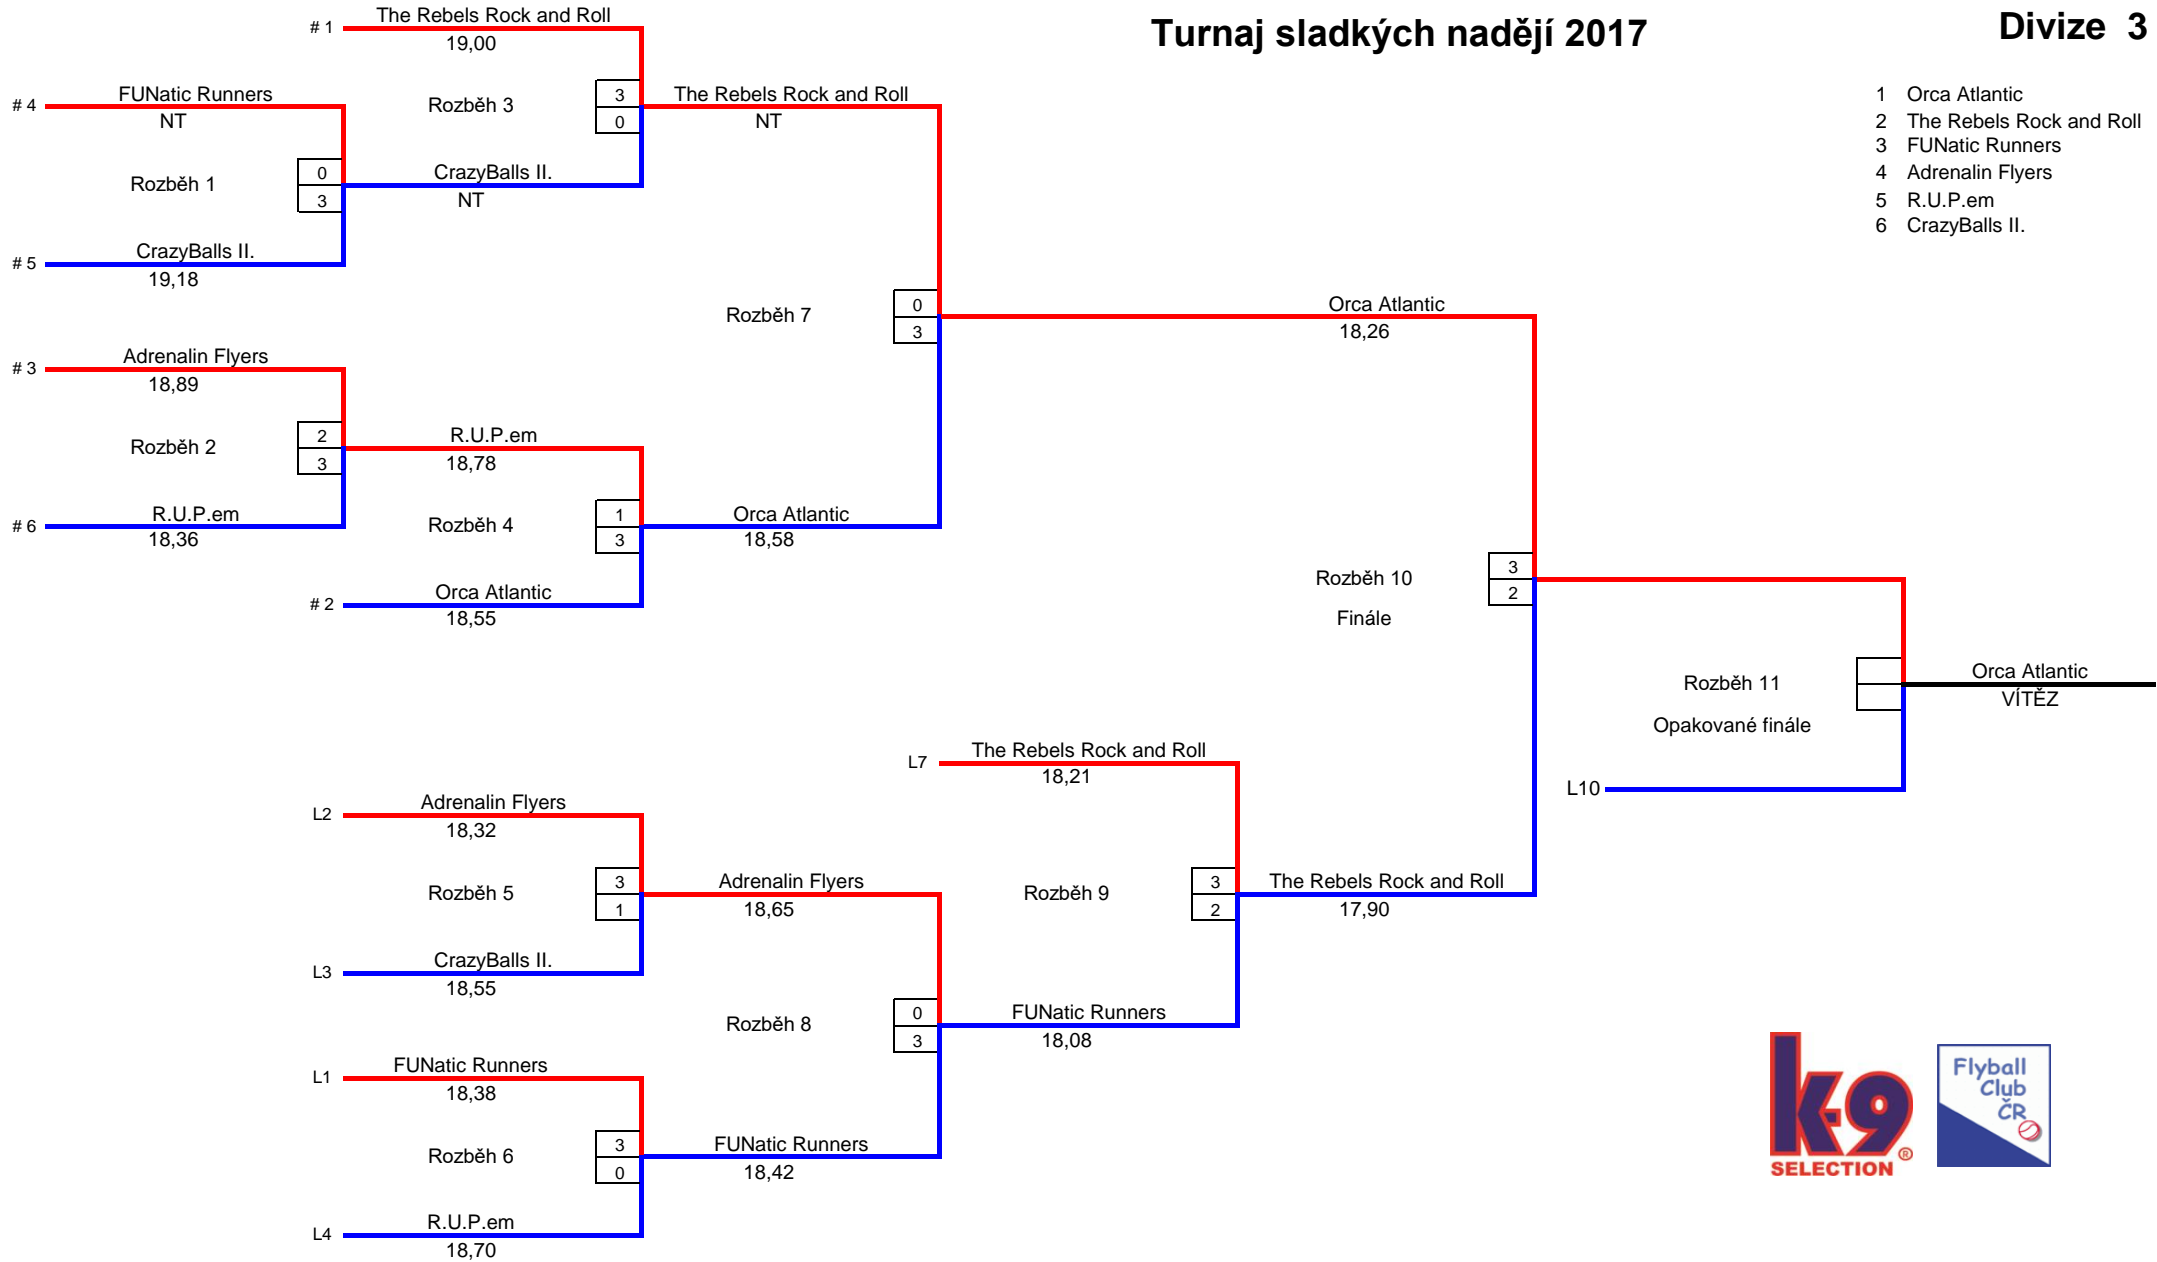 Turnaj sladkých nadějí 2017
Divize 3
1 Orca Atlantic
2 The Rebels Rock and Roll
3 FUNatic Runners
4 Adrenalin Flyers
5 R.U.P.em
6 CrazyBalls II.
# 1
The Rebels Rock and Roll
19,00
# 4
FUNatic Runners
NT
Rozběh 3
3
0
The Rebels Rock and Roll
NT
Rozběh 1
0
3
CrazyBalls II.
NT
# 5
CrazyBalls II.
19,18
Rozběh 7
0
3
Orca Atlantic
18,26
# 3
Adrenalin Flyers
18,89
Rozběh 2
2
3
R.U.P.em
18,78
# 6
R.U.P.em
18,36
Rozběh 4
1
3
Orca Atlantic
18,58
# 2
Orca Atlantic
18,55
Rozběh 10
Finále
3
2
Rozběh 11
Opakované finále
Orca Atlantic
VÍTĚZ
L10
L7
The Rebels Rock and Roll
18,21
L2
Adrenalin Flyers
18,32
Rozběh 5
3
1
Adrenalin Flyers
18,65
Rozběh 9
3
2
The Rebels Rock and Roll
17,90
L3
CrazyBalls II.
18,55
Rozběh 8
0
3
FUNatic Runners
18,08
L1
FUNatic Runners
18,38
Rozběh 6
3
0
FUNatic Runners
18,42
L4
R.U.P.em
18,70
K-9
SELECTION ®
Flyball
Club
ČR